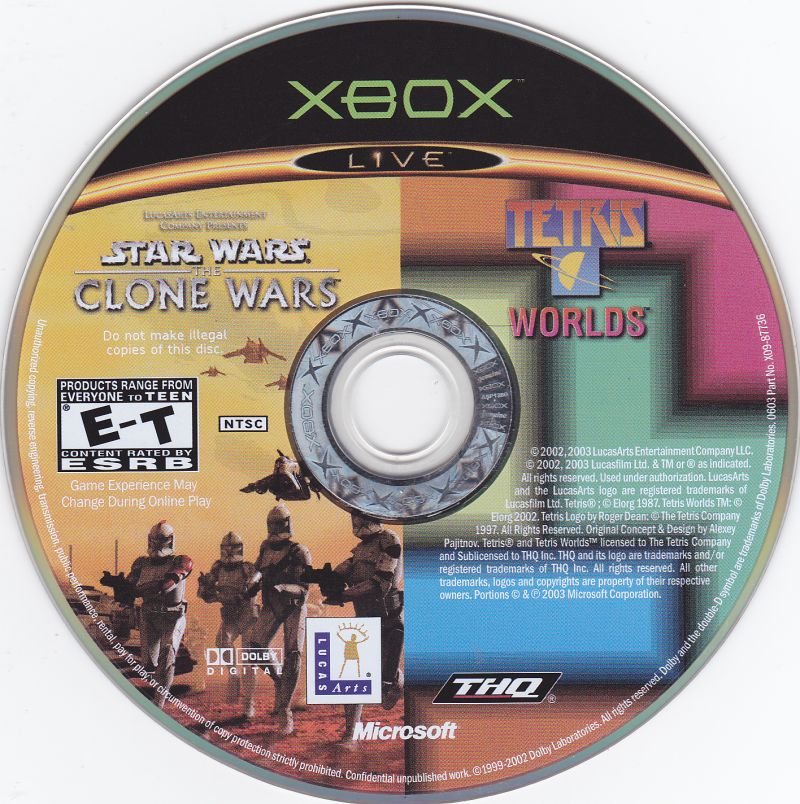 XBOX™
LIVE™
LUCASARTS ENTERTAINMENT
COMPANY PRESENTS
STAR WARS
THE
CLONE WARS™
Do not make illegal
copies of this disc.
PRODUCTS RANGE FROM
EVERYONE TO TEEN
E-T
®
CONTENT RATED BY
ESRB
NTSC
Game Experience May
Change During Online Play
DOLBY
DIGITAL
LUCAS
Arts
®
Microsoft
TETRIS
WORLDS™
© 2002, 2003 LucasArts Entertainment Company LLC.
© 2002, 2003 Lucasfilm Ltd. & TM or ® as indicated.
All rights reserved. Used under authorization. LucasArts
and the LucasArts logo are registered trademarks of
Lucasfilm Ltd. Tetris® ; © Elorg 1987. Tetris Worlds TM: ©
Elorg 2002. Tetris Logo by Roger Dean: © The Tetris Company
1997. All Rights Reserved. Original Concept & Design by Alexey
Pajitnov. Tetris® and Tetris Worlds™ licensed to The Tetris Company
and Sublicensed to THQ Inc. THQ and its logo are trademarks and/or
registered trademarks of THQ Inc. All rights reserved. All other
trademarks, logos and copyrights are property of their respective
owners. Portions © & ℗ 2003 Microsoft Corporation.
THQ®
Unauthorized copying, reverse engineering, transmission, public performance, rental, pay for play, or circumvention of copy protection strictly prohibited. Confidential unpublished work. ©1999-2002 Dolby Laboratories. All rights reserved. Dolby and the double-D symbol are trademarks of Dolby Laboratories. 0603 Part No. X09-87736
XBOX XBOX XBOX